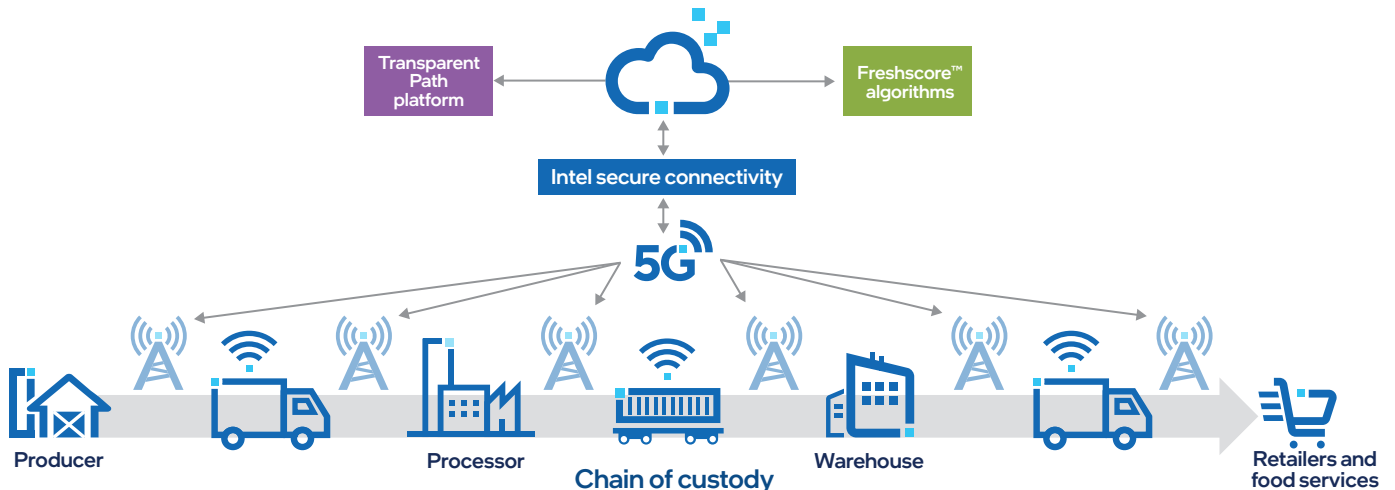 Transparent
Path
platform
Freshscore™
algorithms
Intel secure connectivity
5G
Producer
Processor
Chain of custody
Warehouse
Retailers and
food services